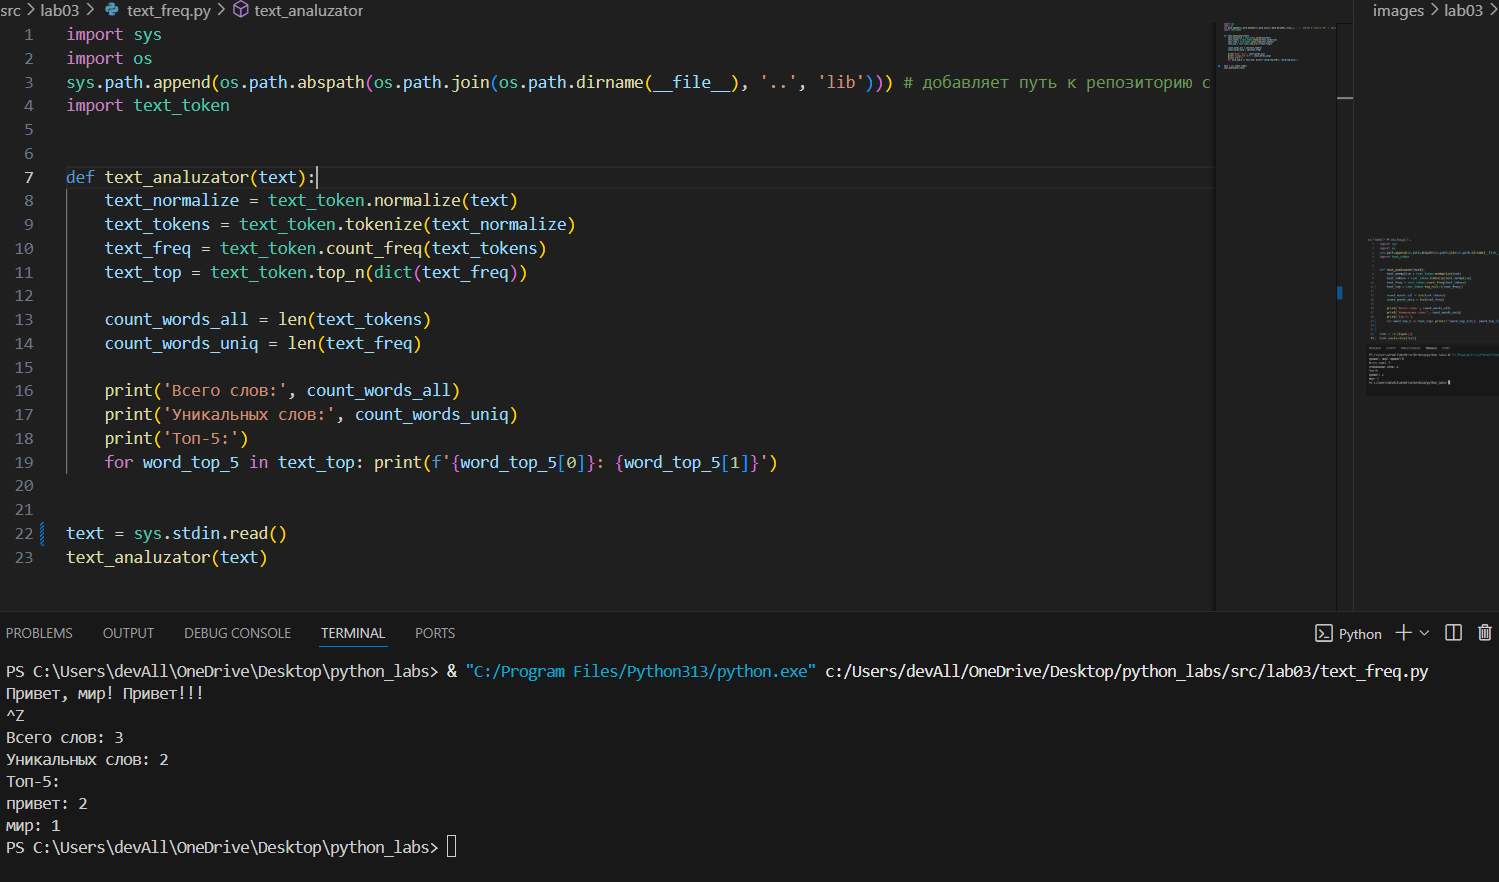 src > lab03 > text_freq.py > text_analuzator
images > lab03 >
1 import sys
2 import os
3 sys.path.append(os.path.abspath(os.path.join(os.path.dirname(__file__), '..', 'lib'))) # добавляет путь к репозиторию с
4 import text_token
5
6
7 def text_analuzator(text):
8 text_normalize = text_token.normalize(text)
9 text_tokens = text_token.tokenize(text_normalize)
10 text_freq = text_token.count_freq(text_tokens)
11 text_top = text_token.top_n(dict(text_freq))
12
13 count_words_all = len(text_tokens)
14 count_words_uniq = len(text_freq)
15
16 print('Всего слов:', count_words_all)
17 print('Уникальных слов:', count_words_uniq)
18 print('Топ-5:')
19 for word_top_5 in text_top: print(f'{word_top_5[0]}: {word_top_5[1]}')
20
21
22 text = sys.stdin.read()
23 text_analuzator(text)
PROBLEMS OUTPUT DEBUG CONSOLE TERMINAL PORTS
Python
PS C:\Users\devAll\OneDrive\Desktop\python_labs> & "C:/Program Files/Python313/python.exe" c:/Users/devAll/OneDrive/Desktop/python_labs/src/lab03/text_freq.py
Привет, мир! Привет!!!
^Z
Всего слов: 3
Уникальных слов: 2
Топ-5:
привет: 2
мир: 1
PS C:\Users\devAll\OneDrive\Desktop\python_labs>